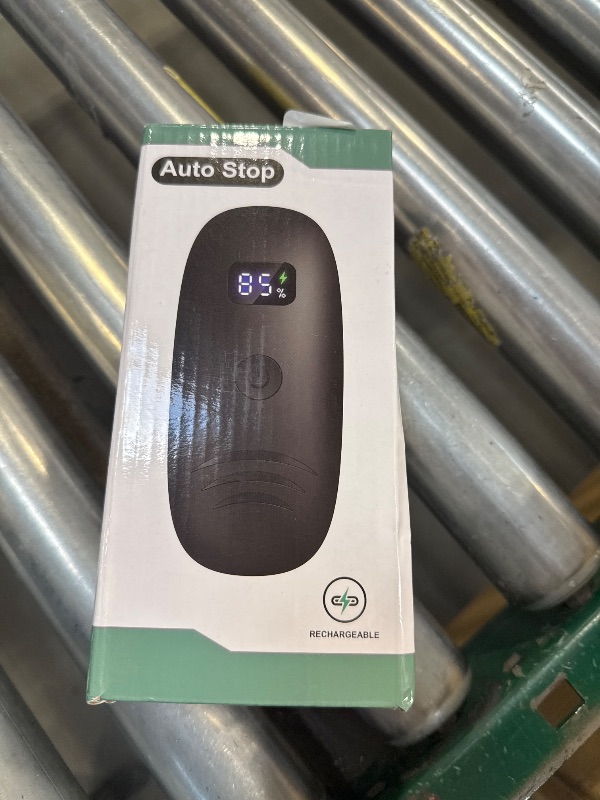 Auto Stop
85
%
RECHARGEABLE